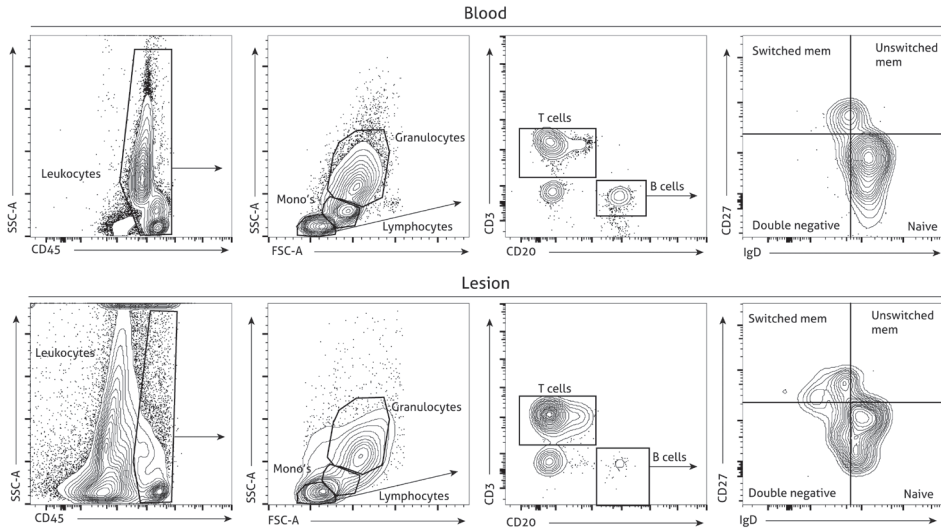 Blood
Switched mem
Unswitched
mem
T cells
Granulocytes
Leukocytes
Mono's
B cells
Lymphocytes
Double negative
Naive
SSC-A
CD45
SSC-A
FSC-A
CD3
CD20
CD27
IgD
Lesion
Switched mem
Unswitched
mem
Leukocytes
T cells
Granulocytes
Mono's
B cells
Lymphocytes
Double negative
Naive
SSC-A
CD45
SSC-A
FSC-A
CD3
CD20
CD27
IgD